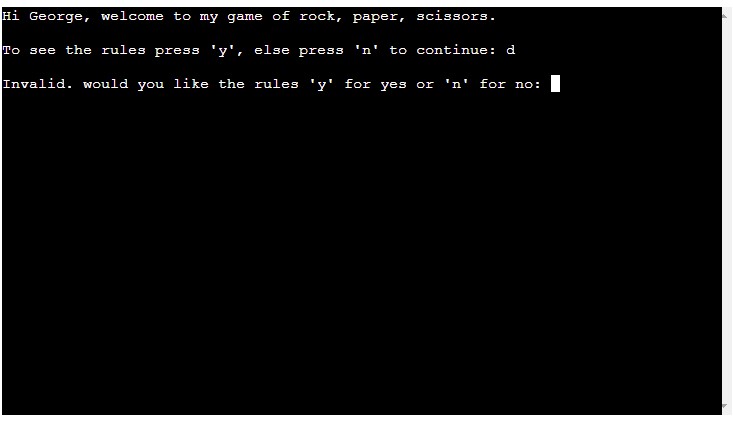 Hi George, welcome to my game of rock, paper, scissors.
To see the rules press 'y', else press 'n' to continue: d
Invalid. would you like the rules 'y' for yes or 'n' for no: